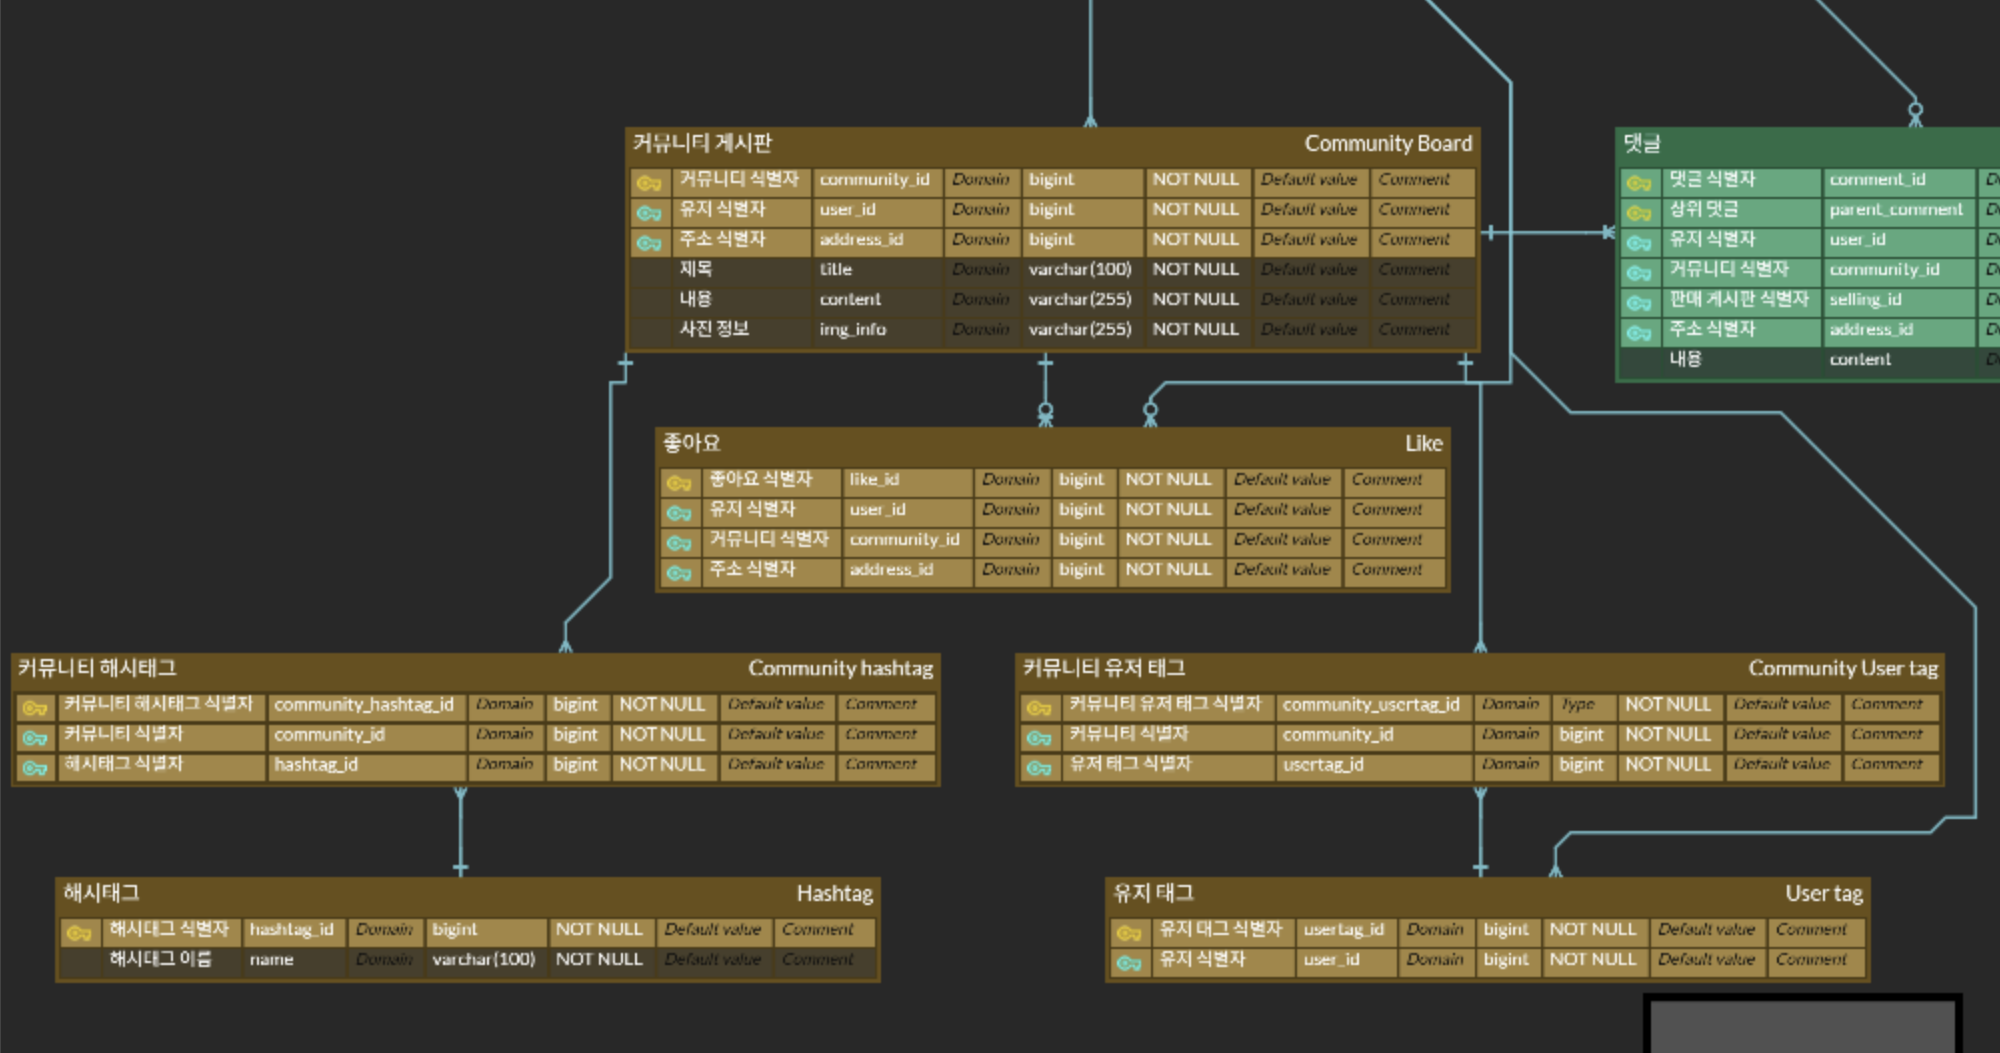 커뮤니티 게시판 Community Board
커뮤니티 식별자 community_id Domain bigint NOT NULL Default value Comment
유저 식별자 user_id Domain bigint NOT NULL Default value Comment
주소 식별자 address_id Domain bigint NOT NULL Default value Comment
제목 title Domain varchar(100) NOT NULL Default value Comment
내용 content Domain varchar(255) NOT NULL Default value Comment
사진 정보 img_info Domain varchar(255) NOT NULL Default value Comment
댓글
댓글 식별자 comment_id
상위 댓글 parent_comment
유저 식별자 user_id
커뮤니티 식별자 community_id
판매 게시판 식별자 selling_id
주소 식별자 address_id
내용 content
좋아요 Like
좋아요 식별자 like_id Domain bigint NOT NULL Default value Comment
유저 식별자 user_id Domain bigint NOT NULL Default value Comment
커뮤니티 식별자 community_id Domain bigint NOT NULL Default value Comment
주소 식별자 address_id Domain bigint NOT NULL Default value Comment
커뮤니티 해시태그 Community hashtag
커뮤니티 해시태그 식별자 community_hashtag_id Domain bigint NOT NULL Default value Comment
커뮤니티 식별자 community_id Domain bigint NOT NULL Default value Comment
해시태그 식별자 hashtag_id Domain bigint NOT NULL Default value Comment
커뮤니티 유저 태그 Community User tag
커뮤니티 유저 태그 식별자 community_usertag_id Domain Type NOT NULL Default value Comment
커뮤니티 식별자 community_id Domain bigint NOT NULL Default value Comment
유저 태그 식별자 usertag_id Domain bigint NOT NULL Default value Comment
해시태그 Hashtag
해시태그 식별자 hashtag_id Domain bigint NOT NULL Default value Comment
해시태그 이름 name Domain varchar(100) NOT NULL Default value Comment
유저 태그 User tag
유저 태그 식별자 usertag_id Domain bigint NOT NULL Default value Comment
유저 식별자 user_id Domain bigint NOT NULL Default value Comment